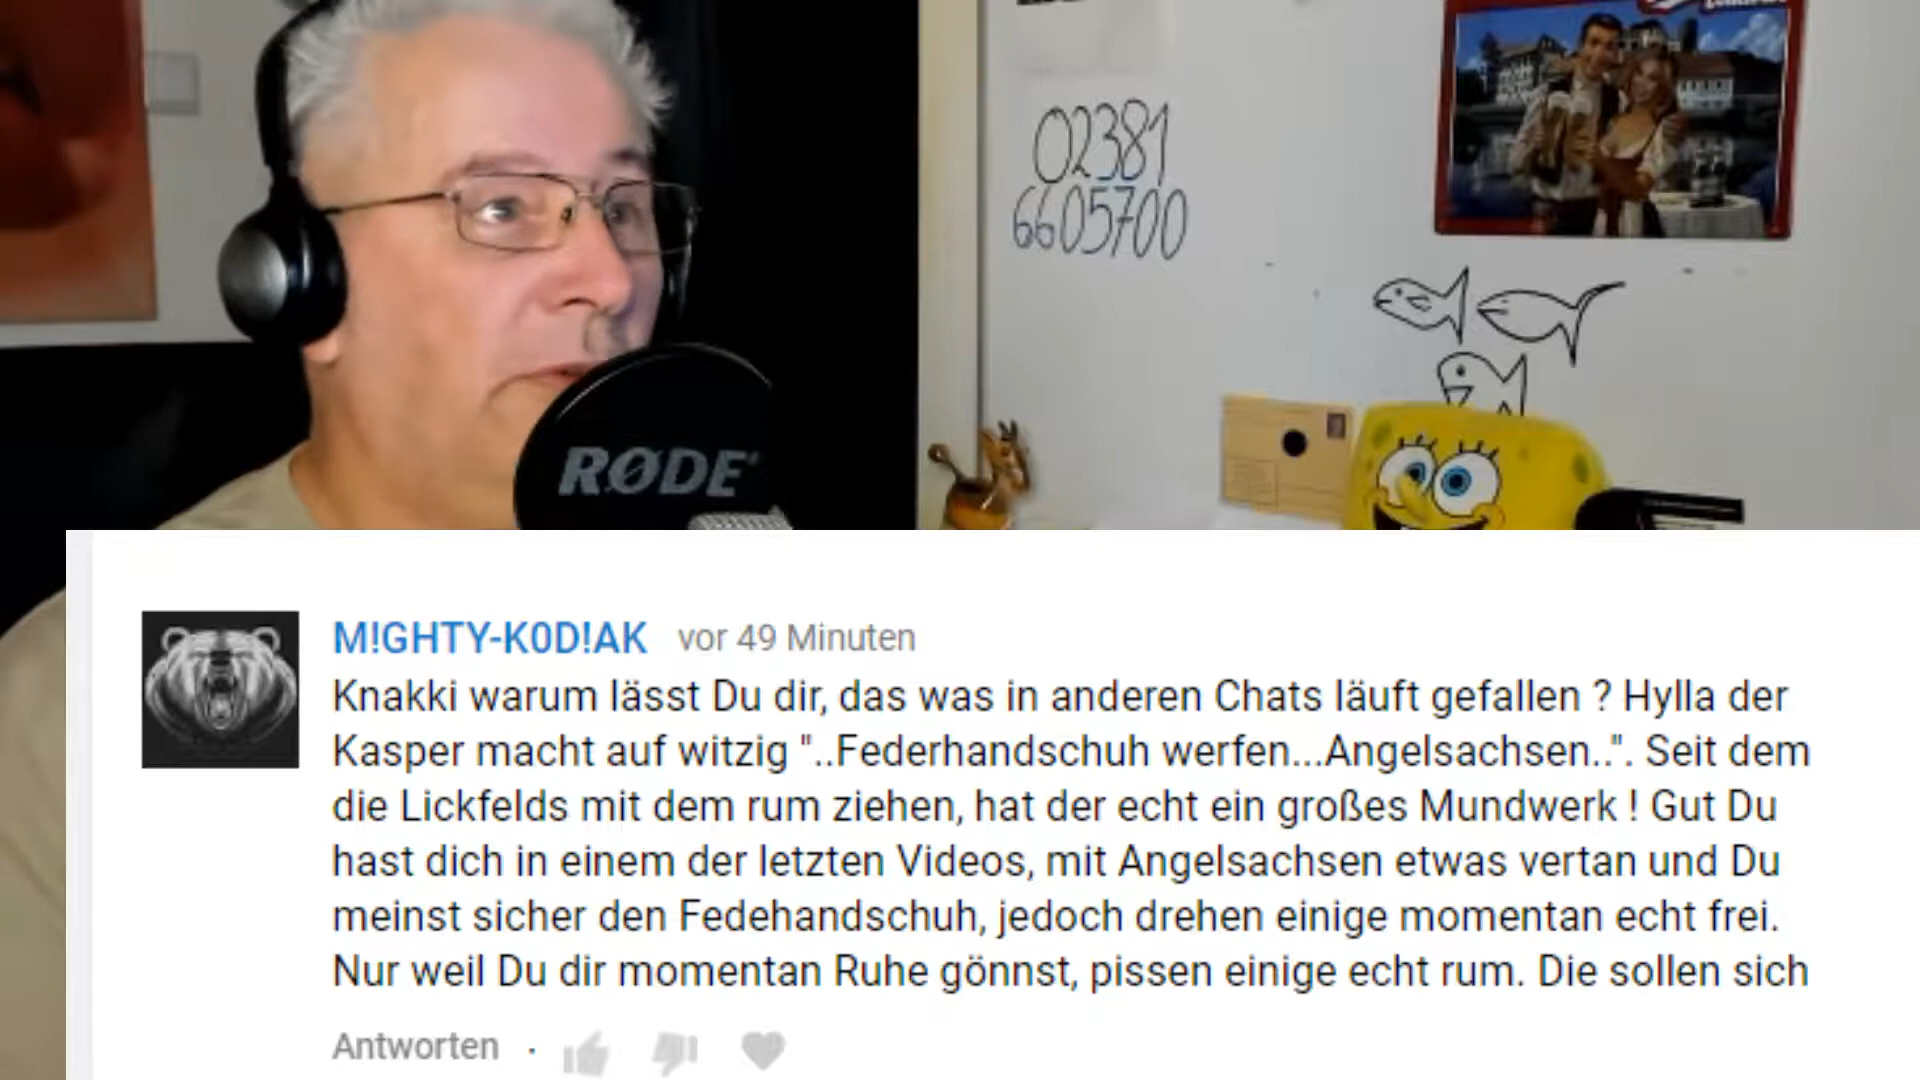 02381
6605700
RØDE
M!GHTY-K0D!AK vor 49 Minuten
Knakki warum lässt Du dir, das was in anderen Chats läuft gefallen ? Hylla der
Kasper macht auf witzig "..Federhandschuh werfen...Angelsachsen..". Seit dem
die Lickfelds mit dem rum ziehen, hat der echt ein großes Mundwerk ! Gut Du
hast dich in einem der letzten Videos, mit Angelsachsen etwas vertan und Du
meinst sicher den Fedehandschuh, jedoch drehen einige momentan echt frei.
Nur weil Du dir momentan Ruhe gönnst, pissen einige echt rum. Die sollen sich
Antworten ·